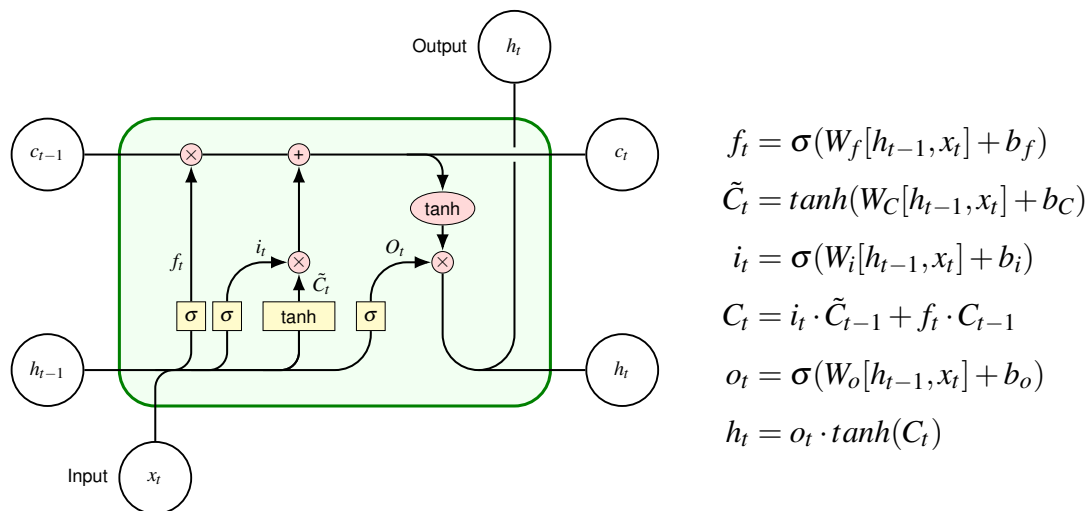 Output
h_t
c_{t−1}
×
+
c_t
tanh
f_t
i_t
×
O_t
×
C̃_t
σ
σ
tanh
σ
h_{t−1}
h_t
Input
x_t
f_t = σ(W_f[h_{t−1}, x_t] + b_f)
C̃_t = tanh(W_C[h_{t−1}, x_t] + b_C)
i_t = σ(W_i[h_{t−1}, x_t] + b_i)
C_t = i_t · C̃_{t−1} + f_t · C_{t−1}
o_t = σ(W_o[h_{t−1}, x_t] + b_o)
h_t = o_t · tanh(C_t)